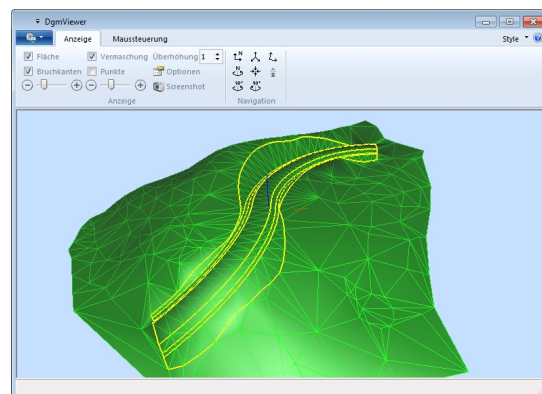 DgmViewer
Anzeige Maussteuerung Style
Fläche Vermaschung Überhöhung 1
Bruchkanten Punkte Optionen
Screenshot
Anzeige Navigation